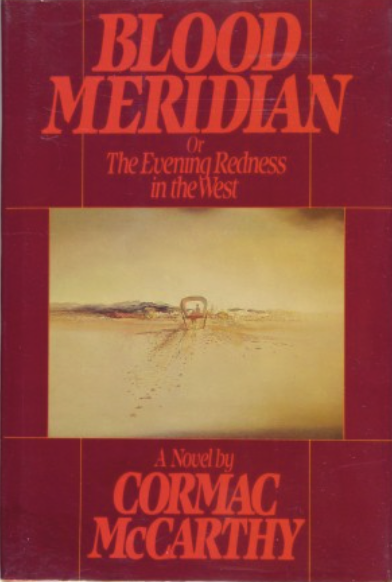 BLOOD
MERIDIAN
Or
The Evening Redness
in the West
A Novel by
CORMAC
McCARTHY